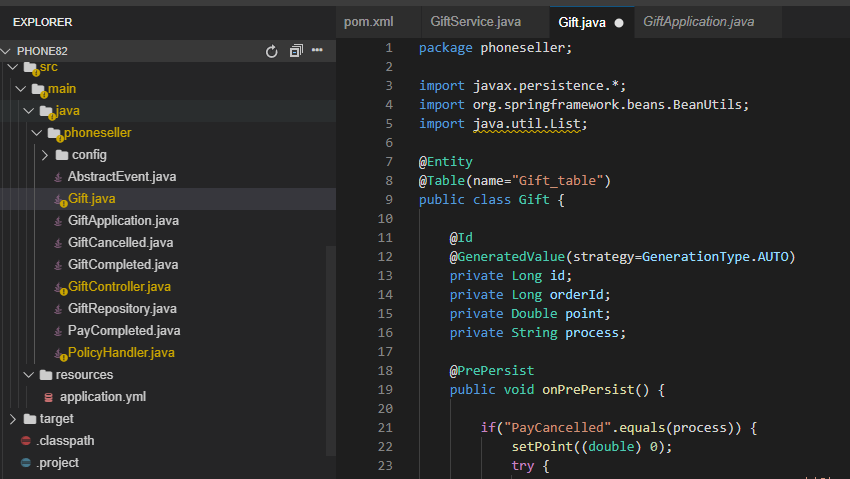 EXPLORER
PHONE82
src
main
java
phoneseller
config
AbstractEvent.java
Gift.java
GiftApplication.java
GiftCancelled.java
GiftCompleted.java
GiftController.java
GiftRepository.java
PayCompleted.java
PolicyHandler.java
resources
application.yml
target
.classpath
.project
pom.xml GiftService.java Gift.java GiftApplication.java
1 package phoneseller;
2
3 import javax.persistence.*;
4 import org.springframework.beans.BeanUtils;
5 import java.util.List;
6
7 @Entity
8 @Table(name="Gift_table")
9 public class Gift {
10
11 @Id
12 @GeneratedValue(strategy=GenerationType.AUTO)
13 private Long id;
14 private Long orderId;
15 private Double point;
16 private String process;
17
18 @PrePersist
19 public void onPrePersist() {
20
21 if("PayCancelled".equals(process)) {
22 setPoint((double) 0);
23 try {